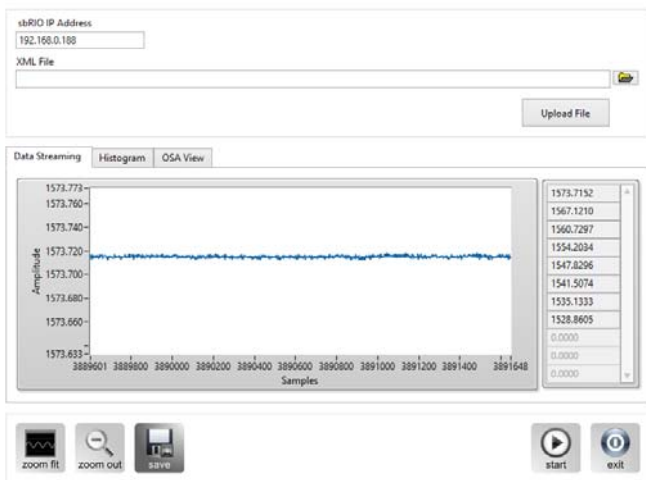 sbRIO IP Address
192.168.0.188
XML File
Upload File
Data Streaming Histogram OSA View
1573.773
1573.760
1573.740
1573.720
1573.700
1573.680
1573.660
1573.633
Amplitude
3889601 3889800 3890000 3890200 3890400 3890600 3890800 3891000 3891200 3891400 3891648
Samples
1573.7152
1567.1210
1560.7297
1554.2034
1547.8296
1541.5074
1535.1333
1528.8605
0.0000
0.0000
0.0000
zoom fit zoom out save start exit